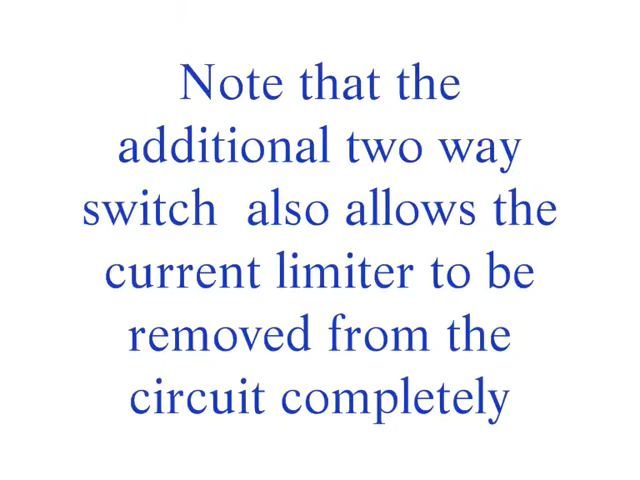 Note that the
additional two way
switch  also allows the
current limiter to be
removed from the
circuit completely